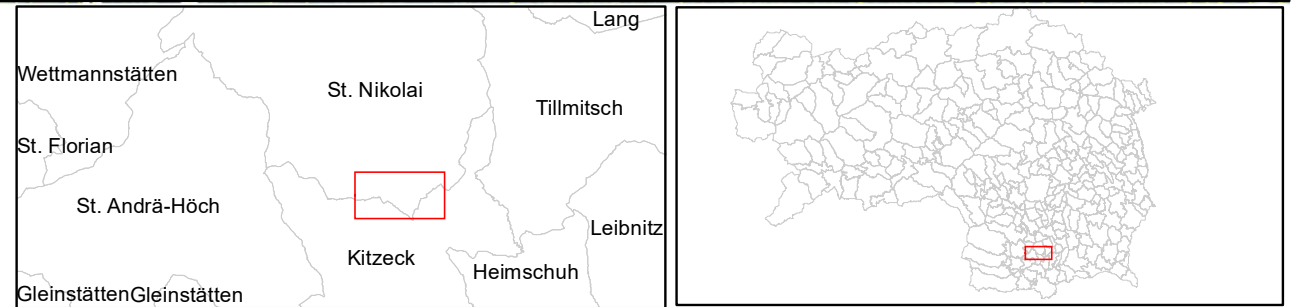 Lang
Wettmannstätten
St. Nikolai
Tillmitsch
St. Florian
St. Andrä-Höch
Leibnitz
Kitzeck
Heimschuh
GleinstättenGleinstätten